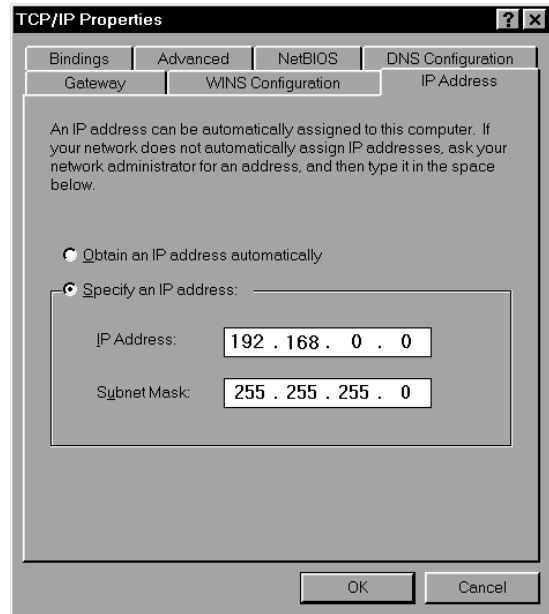 TCP/IP Properties
? X
Bindings Advanced NetBIOS DNS Configuration
Gateway WINS Configuration IP Address
An IP address can be automatically assigned to this computer. If
your network does not automatically assign IP addresses, ask your
network administrator for an address, and then type it in the space
below.
Obtain an IP address automatically
Specify an IP address:
IP Address: 192 . 168 . 0 . 0
Subnet Mask: 255 . 255 . 255 . 0
OK Cancel